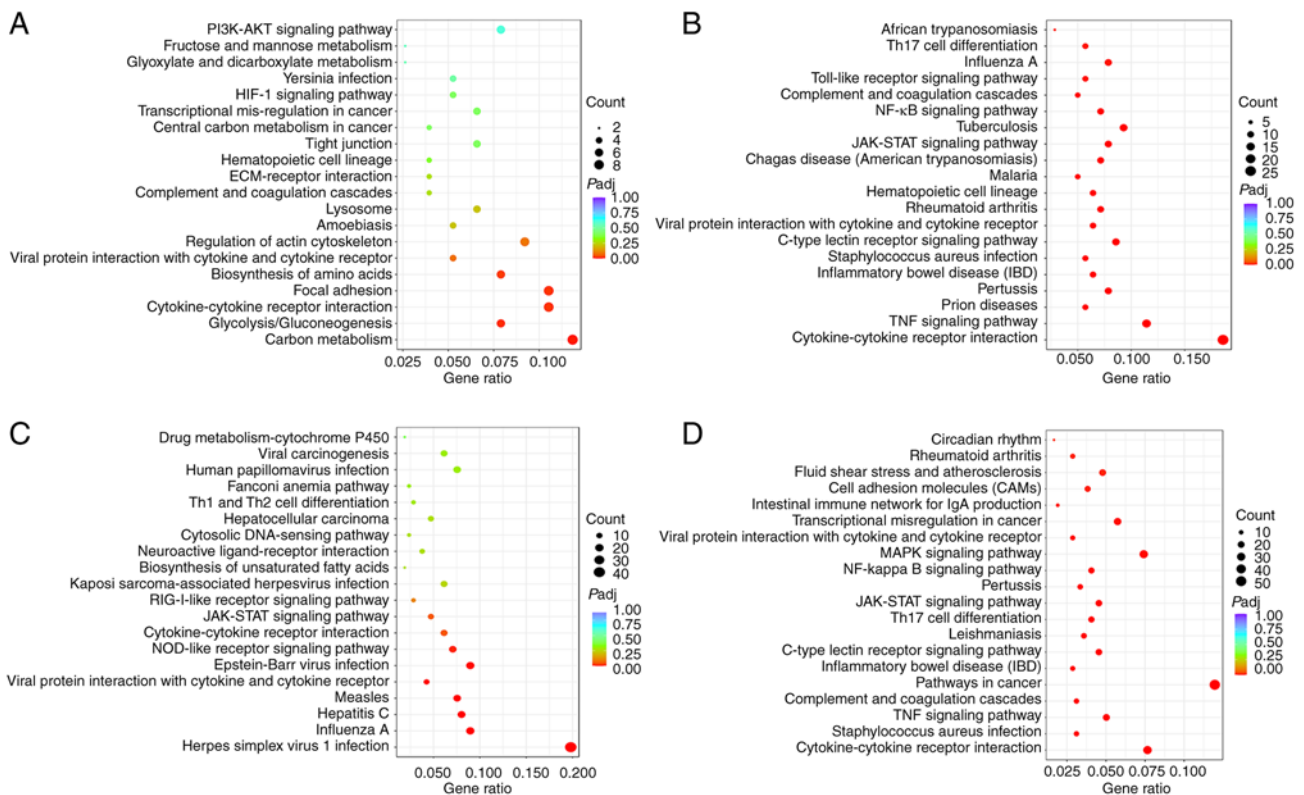 A
PI3K-AKT signaling pathway
Fructose and mannose metabolism
Glyoxylate and dicarboxylate metabolism
Yersinia infection
HIF-1 signaling pathway
Transcriptional mis-regulation in cancer
Central carbon metabolism in cancer
Tight junction
Hematopoietic cell lineage
ECM-receptor interaction
Complement and coagulation cascades
Lysosome
Amoebiasis
Regulation of actin cytoskeleton
Viral protein interaction with cytokine and cytokine receptor
Biosynthesis of amino acids
Focal adhesion
Cytokine-cytokine receptor interaction
Glycolysis/Gluconeogenesis
Carbon metabolism
0.025 0.050 0.075 0.100
Gene ratio
Count
2
4
6
8
Padj
1.00
0.75
0.50
0.25
0.00
B
African trypanosomiasis
Th17 cell differentiation
Influenza A
Toll-like receptor signaling pathway
Complement and coagulation cascades
NF-κB signaling pathway
Tuberculosis
JAK-STAT signaling pathway
Chagas disease (American trypanosomiasis)
Malaria
Hematopoietic cell lineage
Rheumatoid arthritis
Viral protein interaction with cytokine and cytokine receptor
C-type lectin receptor signaling pathway
Staphylococcus aureus infection
Inflammatory bowel disease (IBD)
Pertussis
Prion diseases
TNF signaling pathway
Cytokine-cytokine receptor interaction
0.050 0.100 0.150
Gene ratio
Count
5
10
15
20
25
Padj
1.00
0.75
0.50
0.25
0.00
C
Drug metabolism-cytochrome P450
Viral carcinogenesis
Human papillomavirus infection
Fanconi anemia pathway
Th1 and Th2 cell differentiation
Hepatocellular carcinoma
Cytosolic DNA-sensing pathway
Neuroactive ligand-receptor interaction
Biosynthesis of unsaturated fatty acids
Kaposi sarcoma-associated herpesvirus infection
RIG-I-like receptor signaling pathway
JAK-STAT signaling pathway
Cytokine-cytokine receptor interaction
NOD-like receptor signaling pathway
Epstein-Barr virus infection
Viral protein interaction with cytokine and cytokine receptor
Measles
Hepatitis C
Influenza A
Herpes simplex virus 1 infection
0.050 0.100 0.150 0.200
Gene ratio
Count
10
20
30
40
Padj
1.00
0.75
0.50
0.25
0.00
D
Circadian rhythm
Rheumatoid arthritis
Fluid shear stress and atherosclerosis
Cell adhesion molecules (CAMs)
Intestinal immune network for IgA production
Transcriptional misregulation in cancer
Viral protein interaction with cytokine and cytokine receptor
MAPK signaling pathway
NF-kappa B signaling pathway
Pertussis
JAK-STAT signaling pathway
Th17 cell differentiation
Leishmaniasis
C-type lectin receptor signaling pathway
Inflammatory bowel disease (IBD)
Pathways in cancer
Complement and coagulation cascades
TNF signaling pathway
Staphylococcus aureus infection
Cytokine-cytokine receptor interaction
0.025 0.050 0.075 0.100
Gene ratio
Count
10
20
30
40
50
Padj
1.00
0.75
0.50
0.25
0.00